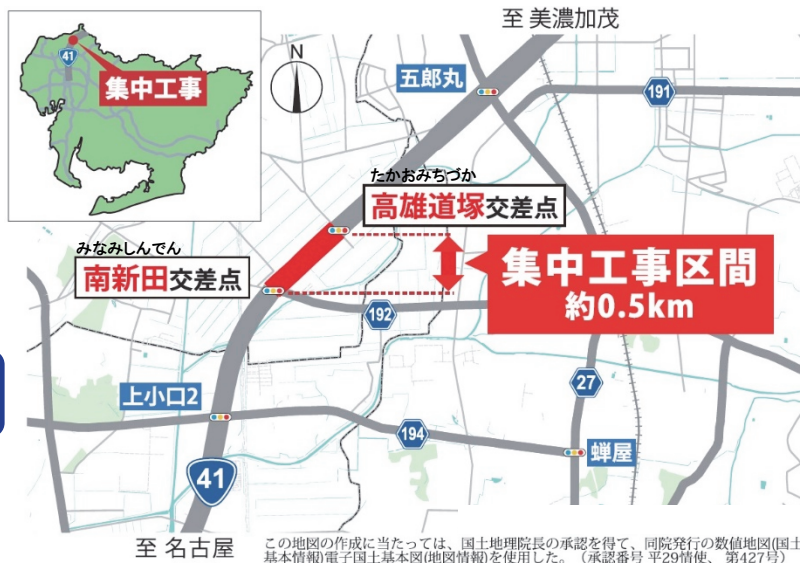 至 美濃加茂
41
集中工事
N
五郎丸
191
たかおみちづか
高雄道塚交差点
みなみしんでん
南新田交差点
集中工事区間
約0.5km
192
27
上小口2
194
蝉屋
41
至 名古屋
この地図の作成に当たっては、国土地理院長の承認を得て、同院発行の数値地図(国土
基本情報)電子国土基本図(地図情報)を使用した。（承認番号 平29情使、 第427号）